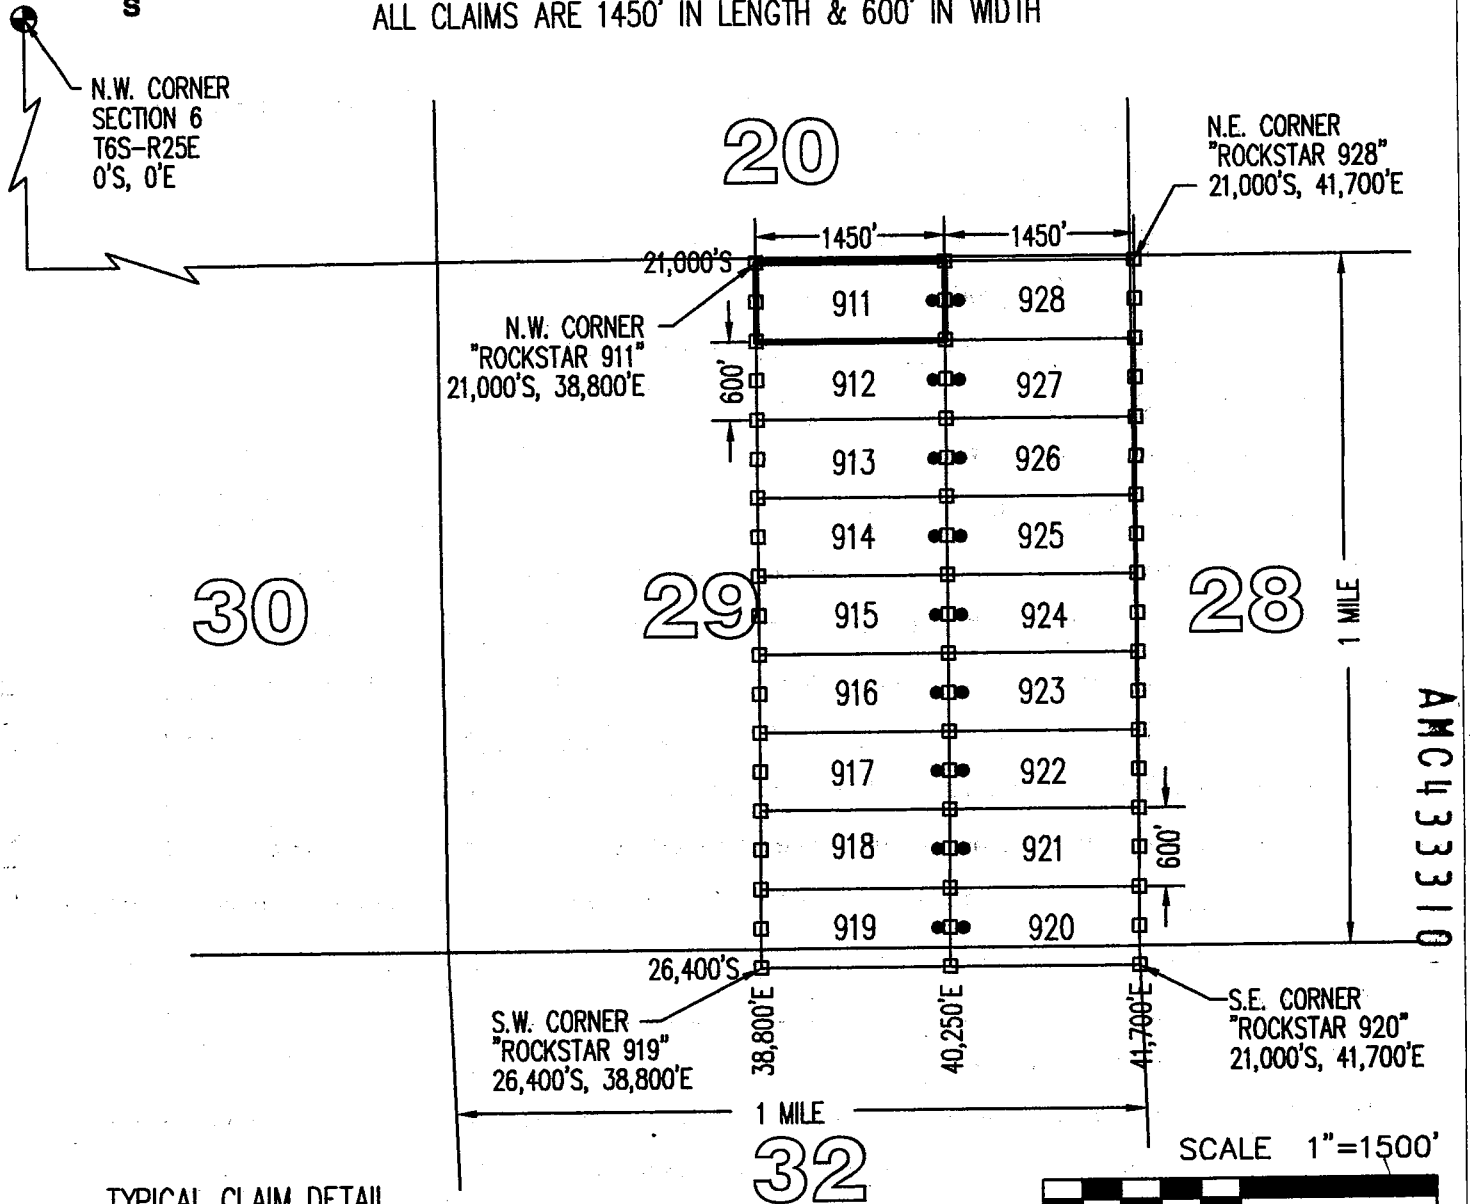 S
ALL CLAIMS ARE 1450' IN LENGTH & 600' IN WIDTH
N.W. CORNER
SECTION 6
T6S-R25E
0'S, 0'E
20
N.E. CORNER
"ROCKSTAR 928"
21,000'S, 41,700'E
1450'
1450'
21,000'S
911
928
N.W. CORNER
"ROCKSTAR 911"
21,000'S, 38,800'E
600'
912
927
913
926
914
925
30
29
915
924
28
1 MILE
916
923
917
922
918
921
600'
AMC433310
919
920
26,400'S
38,800'E
40,250'E
41,700'E
S.W. CORNER
"ROCKSTAR 919"
26,400'S, 38,800'E
S.E. CORNER
"ROCKSTAR 920"
21,000'S, 41,700'E
1 MILE
32
SCALE 1"=1500'
TYPICAL CLAIM DETAIL